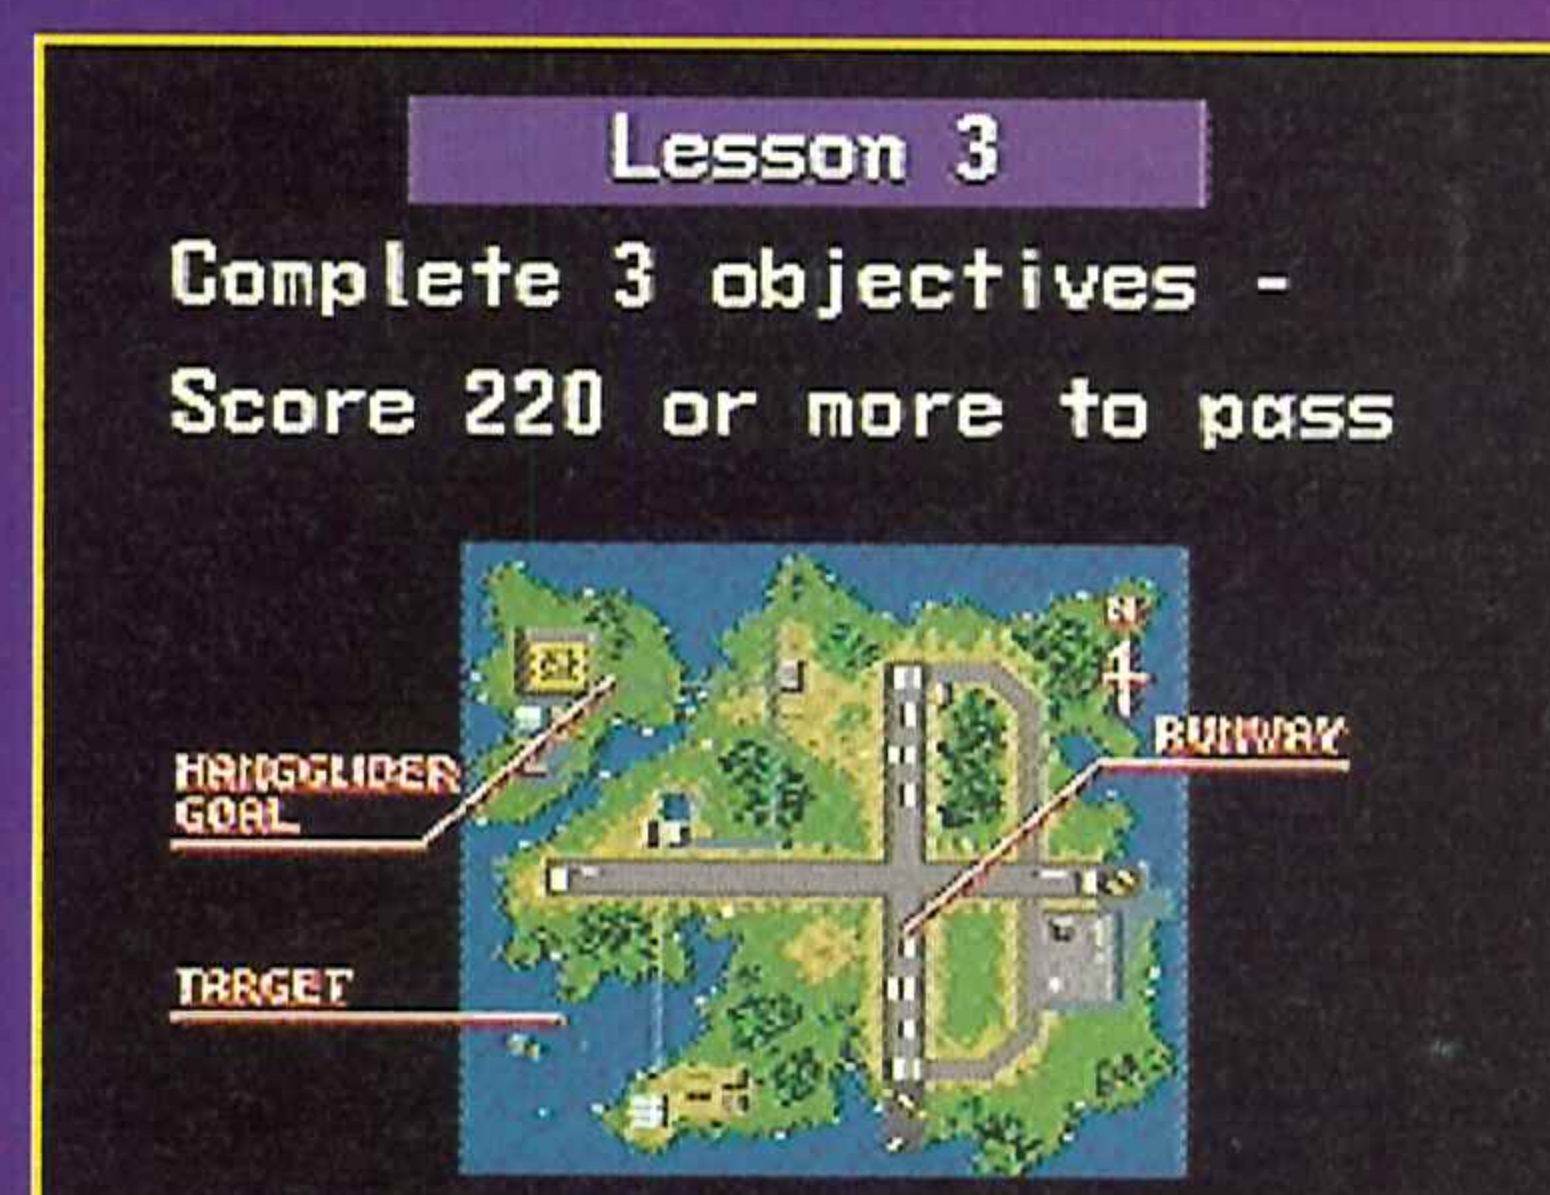 Lesson 3
Complete 3 objectives -
Score 220 or more to pass
N
RUNWAY
HANGGLIDER
GOAL
TARGET